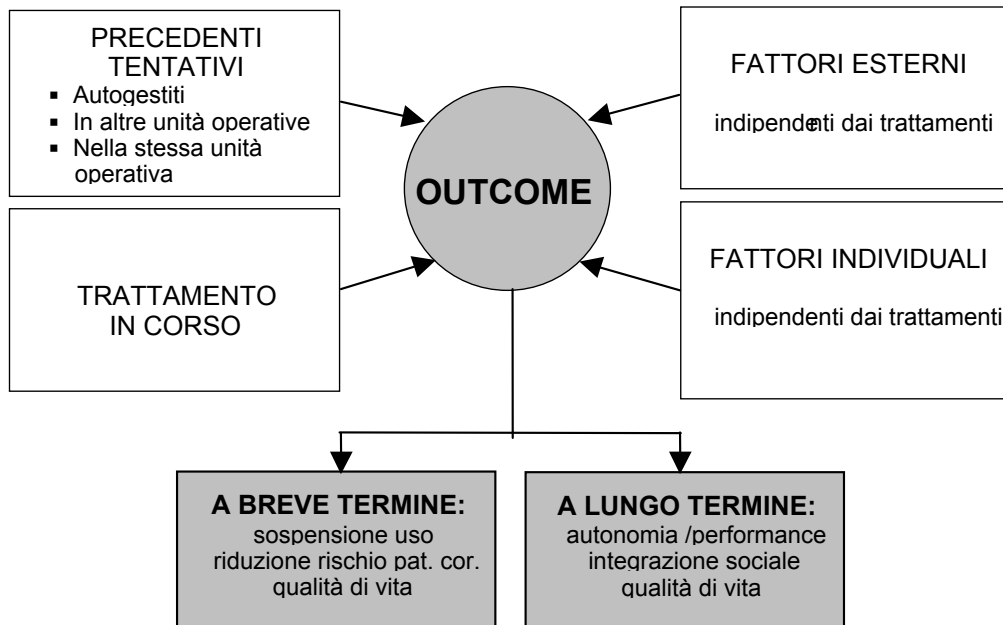 PRECEDENTI
TENTATIVI
▪ Autogestiti
▪ In altre unità operative
▪ Nella stessa unità
operativa
FATTORI ESTERNI
indipendenti dai trattamenti
OUTCOME
TRATTAMENTO
IN CORSO
FATTORI INDIVIDUALI
indipendenti dai trattamenti
A BREVE TERMINE:
sospensione uso
riduzione rischio pat. cor.
qualità di vita
A LUNGO TERMINE:
autonomia /performance
integrazione sociale
qualità di vita